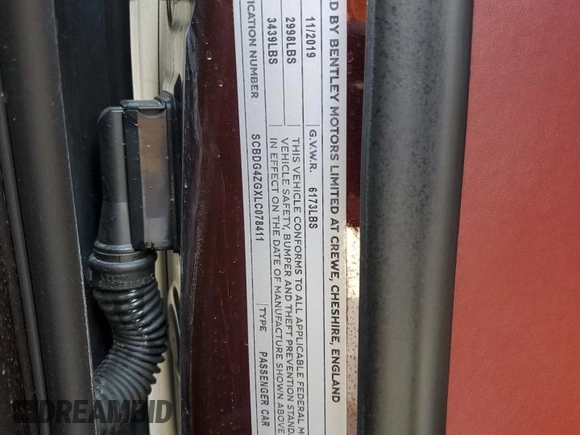 ED BY BENTLEY MOTORS LIMITED AT CREWE, CHESHIRE, ENGLAND
11/2019 G.V.W.R. 6173LBS
2998LBS THIS VEHICLE CONFORMS TO ALL APPLICABLE FEDERAL M
3439LBS VEHICLE SAFETY, BUMPER AND THEFT PREVENTION STAND
IN EFFECT ON THE DATE OF MANUFACTURE SHOWN ABOVE
FICATION NUMBER SCBDG4ZGXLC078411 TYPE PASSENGER CAR
DREAMBID